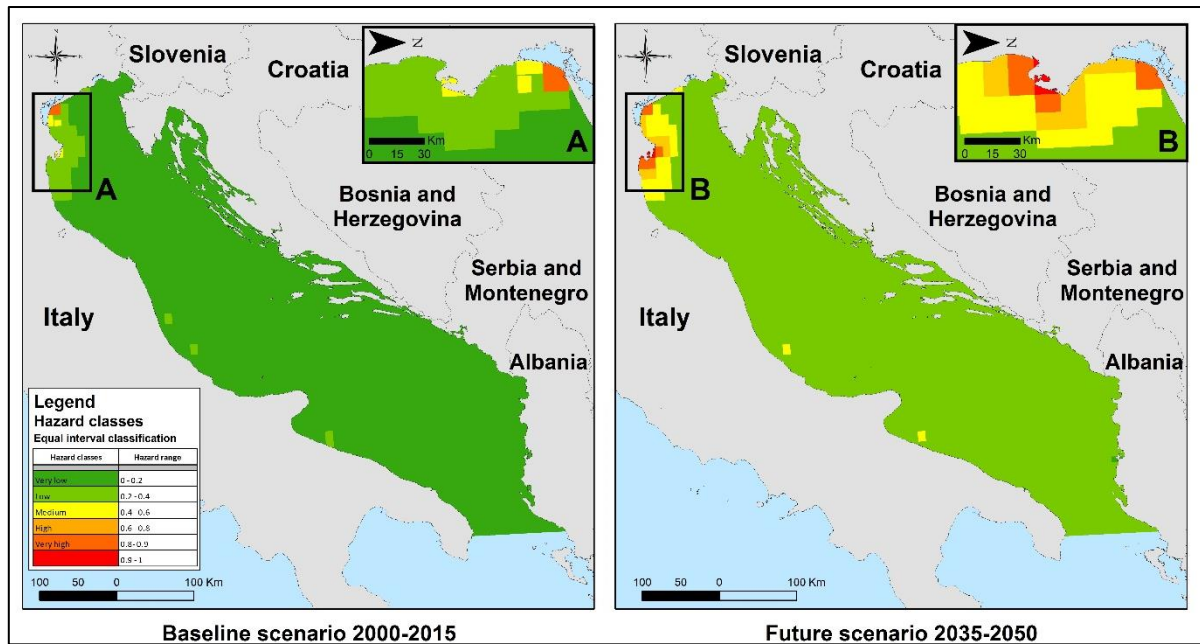 Slovenia
Croatia
Bosnia and
Herzegovina
Serbia and
Montenegro
Italy
Albania
N
0 15 30
Km
A
A
Legend
Hazard classes
Equal interval classification
Hazard classes Hazard range
Very low 0 - 0.2
Low 0.2 - 0.4
Medium 0.4 - 0.6
High 0.6 - 0.8
Very high 0.8 - 0.9
0.9 - 1
100 50 0 100 Km
Baseline scenario 2000-2015
Slovenia
Croatia
Bosnia and
Herzegovina
Serbia and
Montenegro
Italy
Albania
N
Km
0 15 30
B
B
100 50 0 100 Km
Future scenario 2035-2050